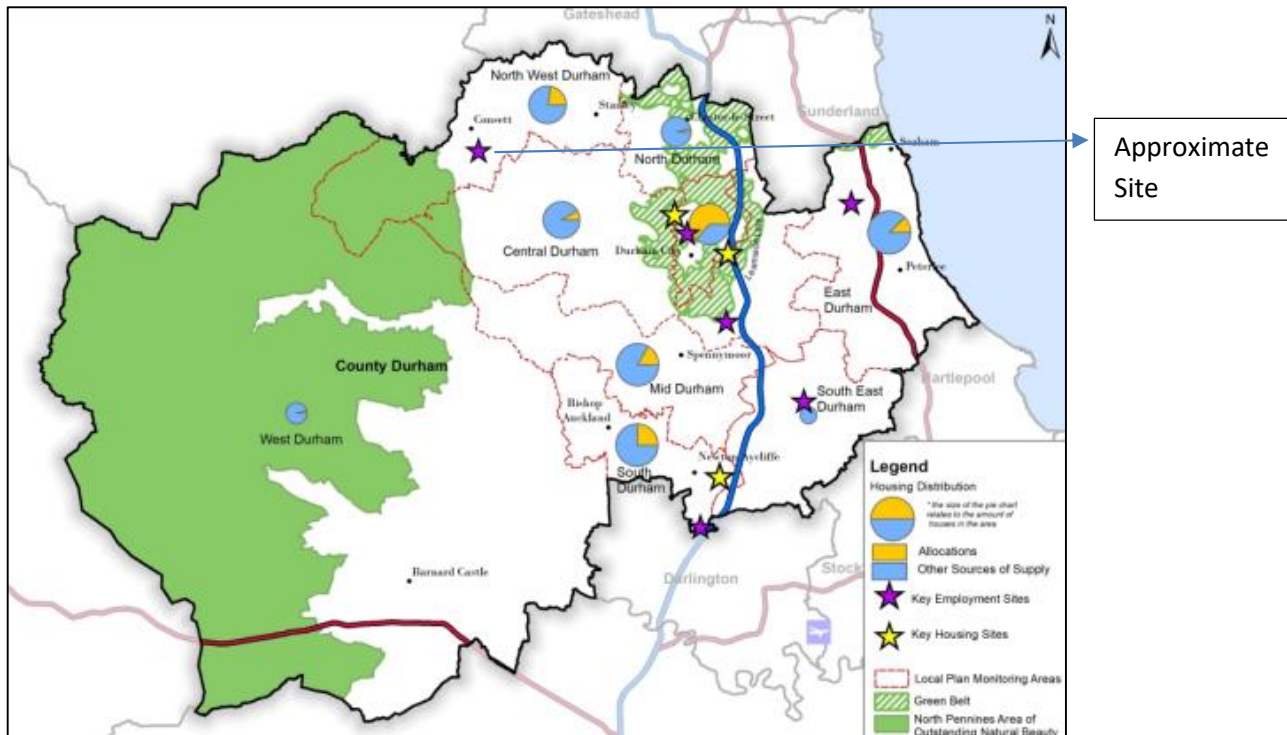 Gateshead
N
North West Durham
Stanley
Consett
Chester-le-Street
Sunderland
Seaham
North Durham
Approximate
Site
Central Durham
Durham City
Peterlee
East
Durham
County Durham
Spennymoor
Mid Durham
Hartlepool
South East
Durham
Bishop
Auckland
West Durham
Newton Aycliffe
South
Durham
Barnard Castle
Darlington
Stock
Legend
Housing Distribution
* the size of the pie chart
relates to the amount of
houses in the area
Allocations
Other Sources of Supply
Key Employment Sites
Key Housing Sites
Local Plan Monitoring Areas
Green Belt
North Pennines Area of
Outstanding Natural Beauty